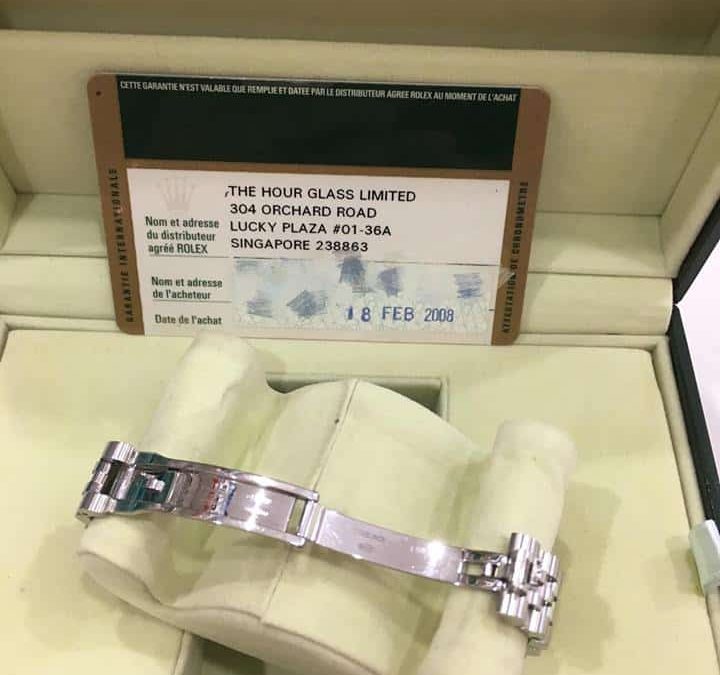 CETTE GARANTIE N'EST VALABLE QUE REMPLIE ET DATEE PAR LE DISTRIBUTEUR AGREE ROLEX AU MOMENT DE L'ACHAT
GARANTIE INTERNATIONALE
Nom et adresse
du distributeur
agréé ROLEX
THE HOUR GLASS LIMITED
304 ORCHARD ROAD
LUCKY PLAZA #01-36A
SINGAPORE 238863
Nom et adresse
de l'acheteur
Date de l'achat
18 FEB 2008
ATTESTATION DE CHRONOMETRE